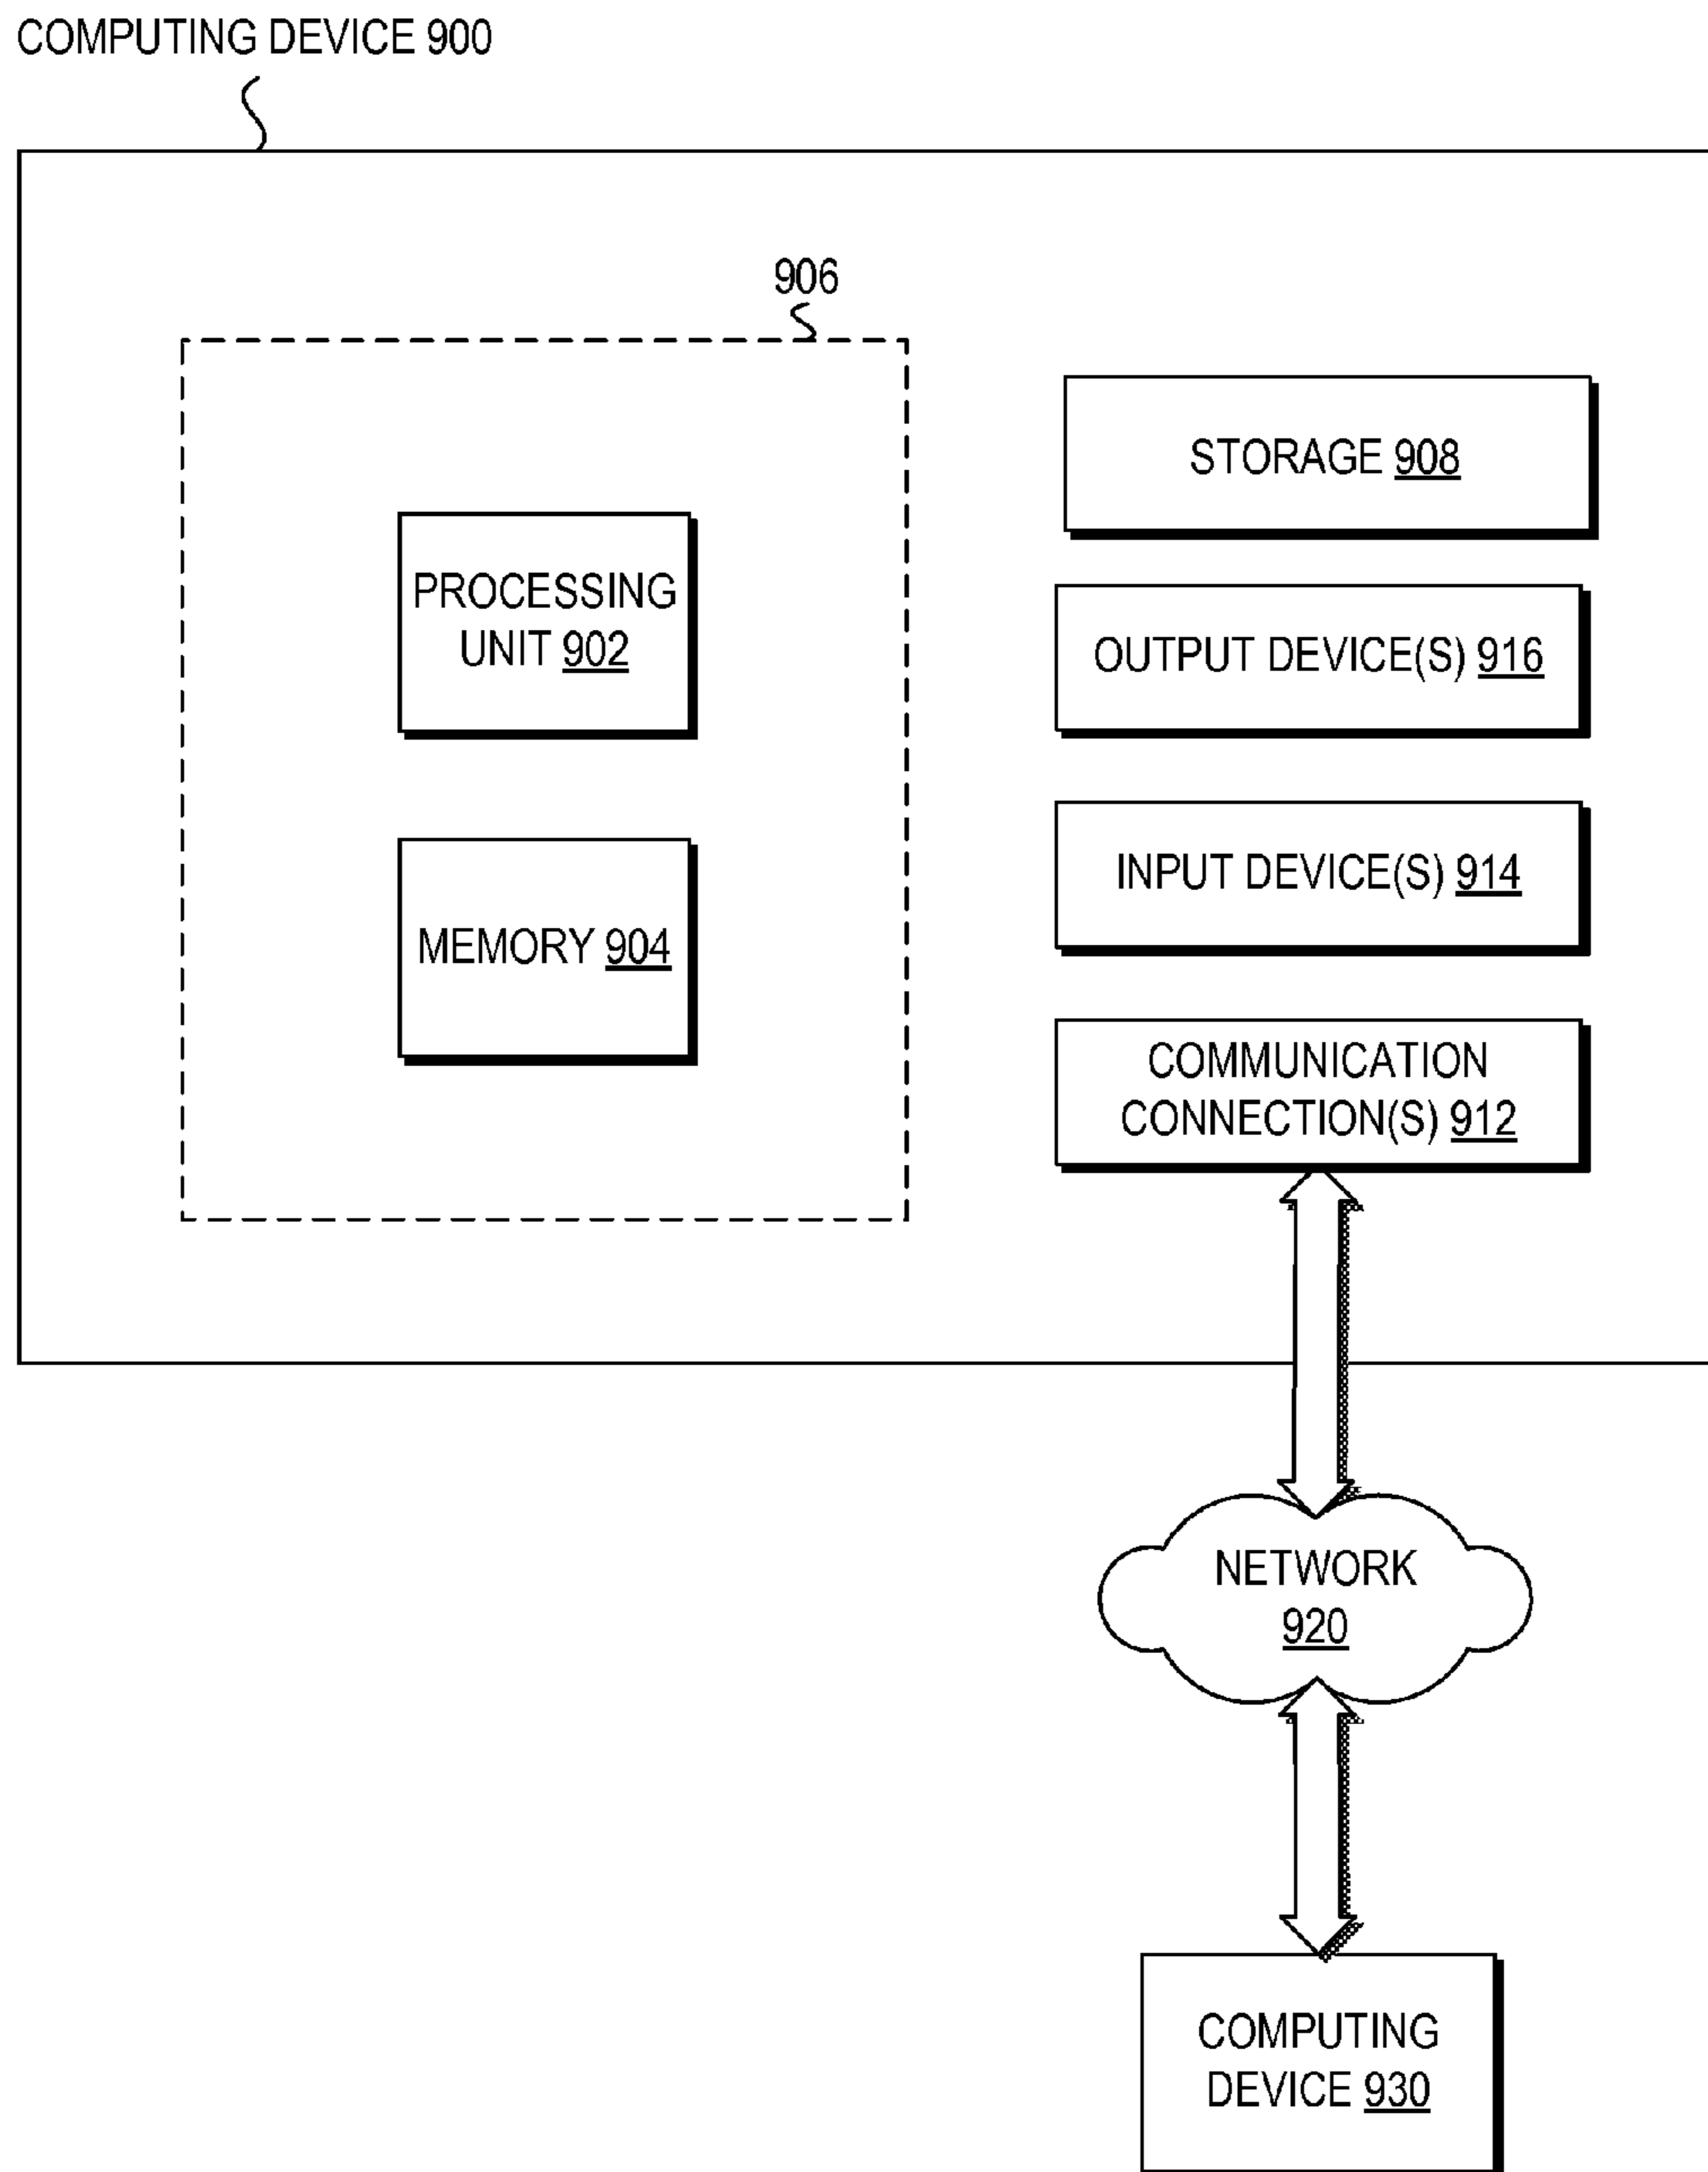 COMPUTING DEVICE 900
906
PROCESSING
UNIT 902
MEMORY 904
STORAGE 908
OUTPUT DEVICE(S) 916
INPUT DEVICE(S) 914
COMMUNICATION
CONNECTION(S) 912
NETWORK
920
COMPUTING
DEVICE 930